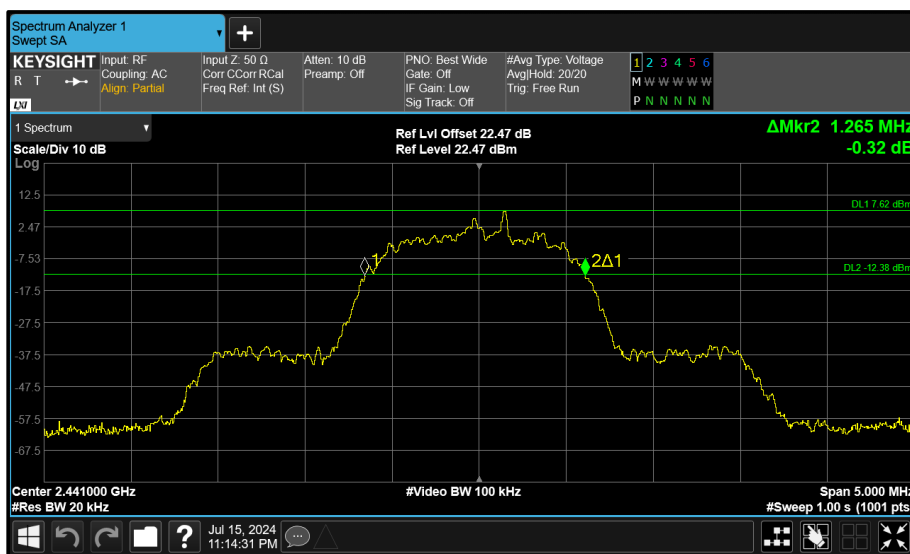 Spectrum Analyzer 1
Swept SA
KEYSIGHT
R T
LXI
Input: RF
Coupling: AC
Align: Partial
Input Z: 50 Ω
Corr CCorr RCal
Freq Ref: Int (S)
Atten: 10 dB
Preamp: Off
PNO: Best Wide
Gate: Off
IF Gain: Low
Sig Track: Off
#Avg Type: Voltage
Avg|Hold: 20/20
Trig: Free Run
1 2 3 4 5 6
M W W W W W
P N N N N N
1 Spectrum
Scale/Div 10 dB
Ref Lvl Offset 22.47 dB
Ref Level 22.47 dBm
ΔMkr2 1.265 MHz
-0.32 dB
Log
12.5
DL1 7.62 dBm
2.47
-7.53
1
2Δ1
DL2 -12.38 dBm
-17.5
-27.5
-37.5
-47.5
-57.5
-67.5
Center 2.441000 GHz
#Video BW 100 kHz
Span 5.000 MHz
#Res BW 20 kHz
#Sweep 1.00 s (1001 pts
?
Jul 15, 2024
11:14:31 PM